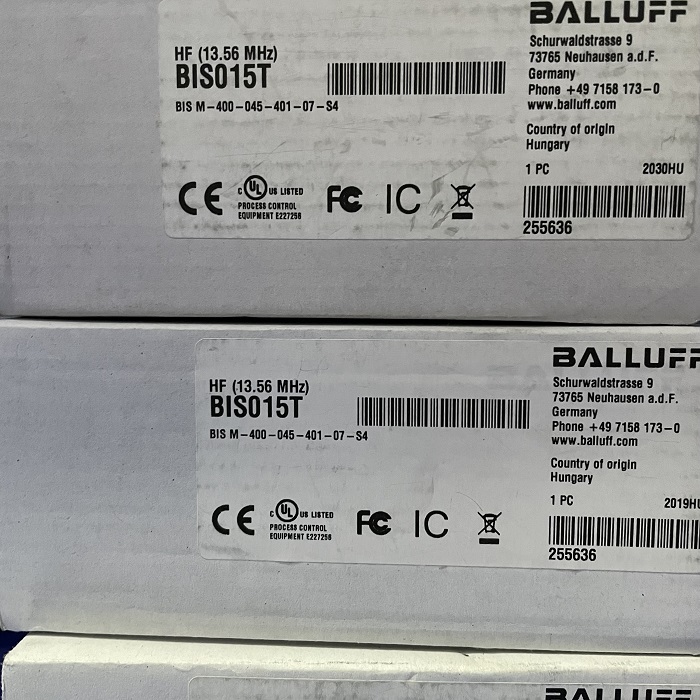 BALLUFF
Schurwaldstrasse 9
73765 Neuhausen a.d.F.
Germany
Phone +49 7158 173-0
www.balluff.com
Country of origin
Hungary
1 PC 2030HU
255636
HF (13.56 MHz)
BIS015T
BIS M-400-045-401-07-S4
CE
C UL US LISTED
PROCESS CONTROL
EQUIPMENT E227256
FC
IC
BALLUFF
Schurwaldstrasse 9
73765 Neuhausen a.d.F.
Germany
Phone +49 7158 173-0
www.balluff.com
Country of origin
Hungary
1 PC 2019HU
255636
HF (13.56 MHz)
BIS015T
BIS M-400-045-401-07-S4
CE
C UL US LISTED
PROCESS CONTROL
EQUIPMENT E227256
FC
IC
BALLUFF